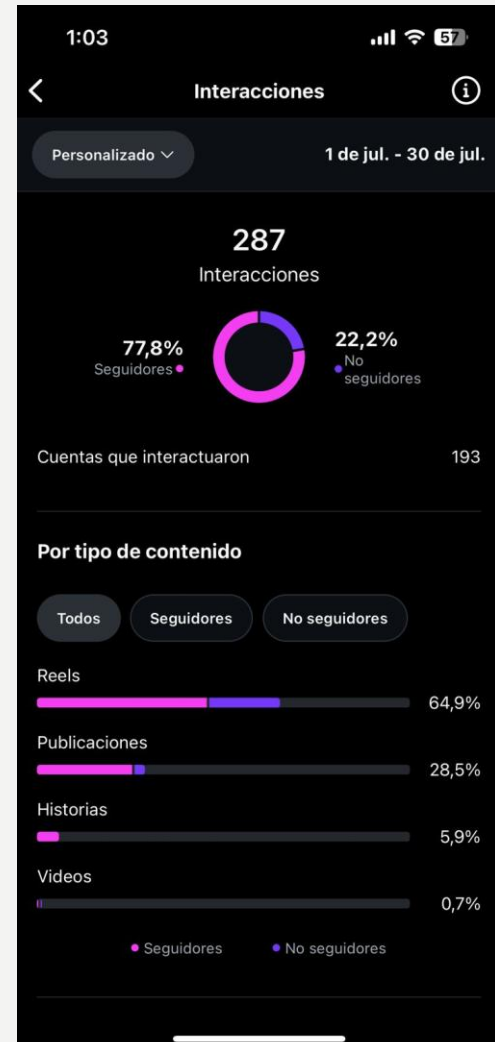 1:03
57
Interacciones
Personalizado
1 de jul. - 30 de jul.
287
Interacciones
77,8%
Seguidores
22,2%
No
seguidores
Cuentas que interactuaron 193
Por tipo de contenido
Todos Seguidores No seguidores
Reels
64,9%
Publicaciones
28,5%
Historias
5,9%
Videos
0,7%
Seguidores No seguidores